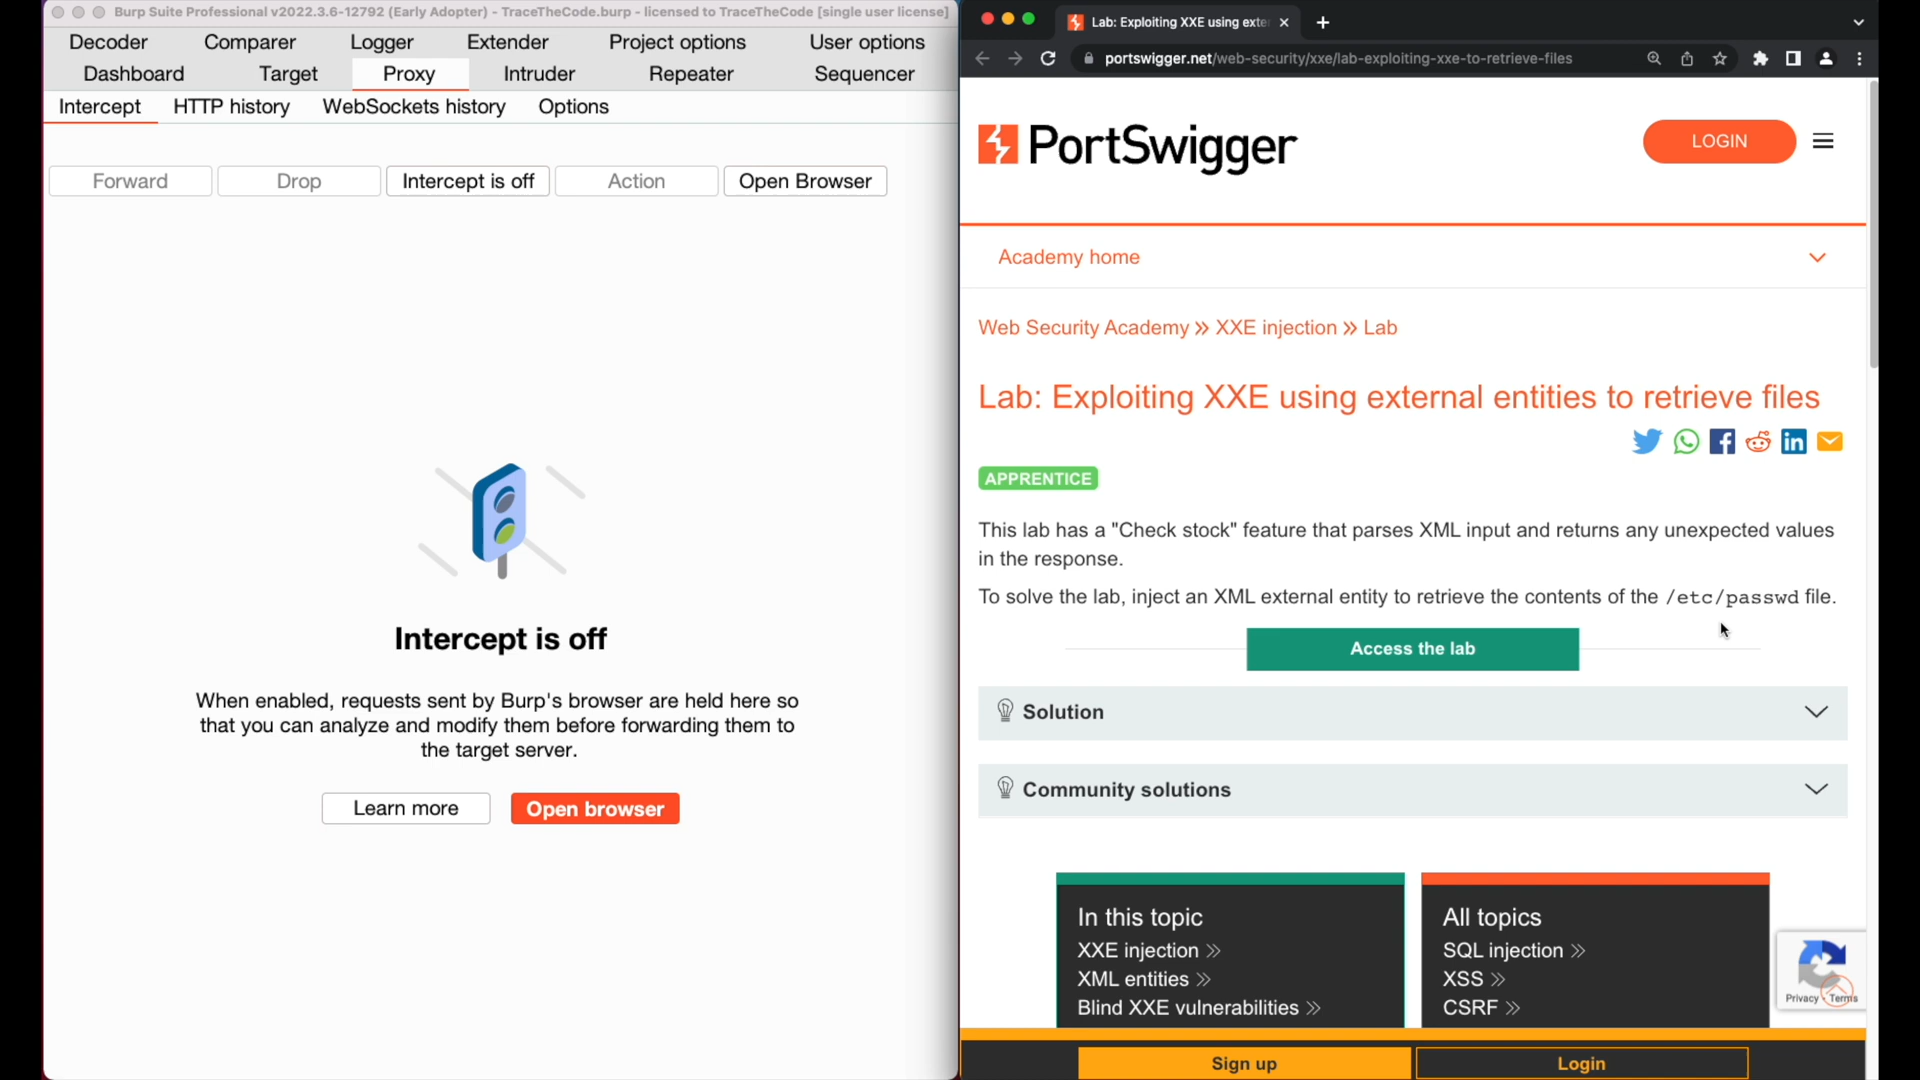 Burp Suite Professional v2022.3.6-12792 (Early Adopter) - TraceTheCode.burp - licensed to TraceTheCode [single user license]
Decoder Comparer Logger Extender Project options User options
Dashboard Target Proxy Intruder Repeater Sequencer
Intercept HTTP history WebSockets history Options
Forward Drop Intercept is off Action Open Browser
Intercept is off
When enabled, requests sent by Burp's browser are held here so
that you can analyze and modify them before forwarding them to
the target server.
Learn more Open browser
Lab: Exploiting XXE using exte
portswigger.net/web-security/xxe/lab-exploiting-xxe-to-retrieve-files
PortSwigger
LOGIN
Academy home
Web Security Academy » XXE injection » Lab
Lab: Exploiting XXE using external entities to retrieve files
APPRENTICE
This lab has a "Check stock" feature that parses XML input and returns any unexpected values
in the response.
To solve the lab, inject an XML external entity to retrieve the contents of the /etc/passwd file.
Access the lab
Solution
Community solutions
In this topic
XXE injection »
XML entities »
Blind XXE vulnerabilities »
All topics
SQL injection »
XSS »
CSRF »
Privacy - Terms
Sign up Login